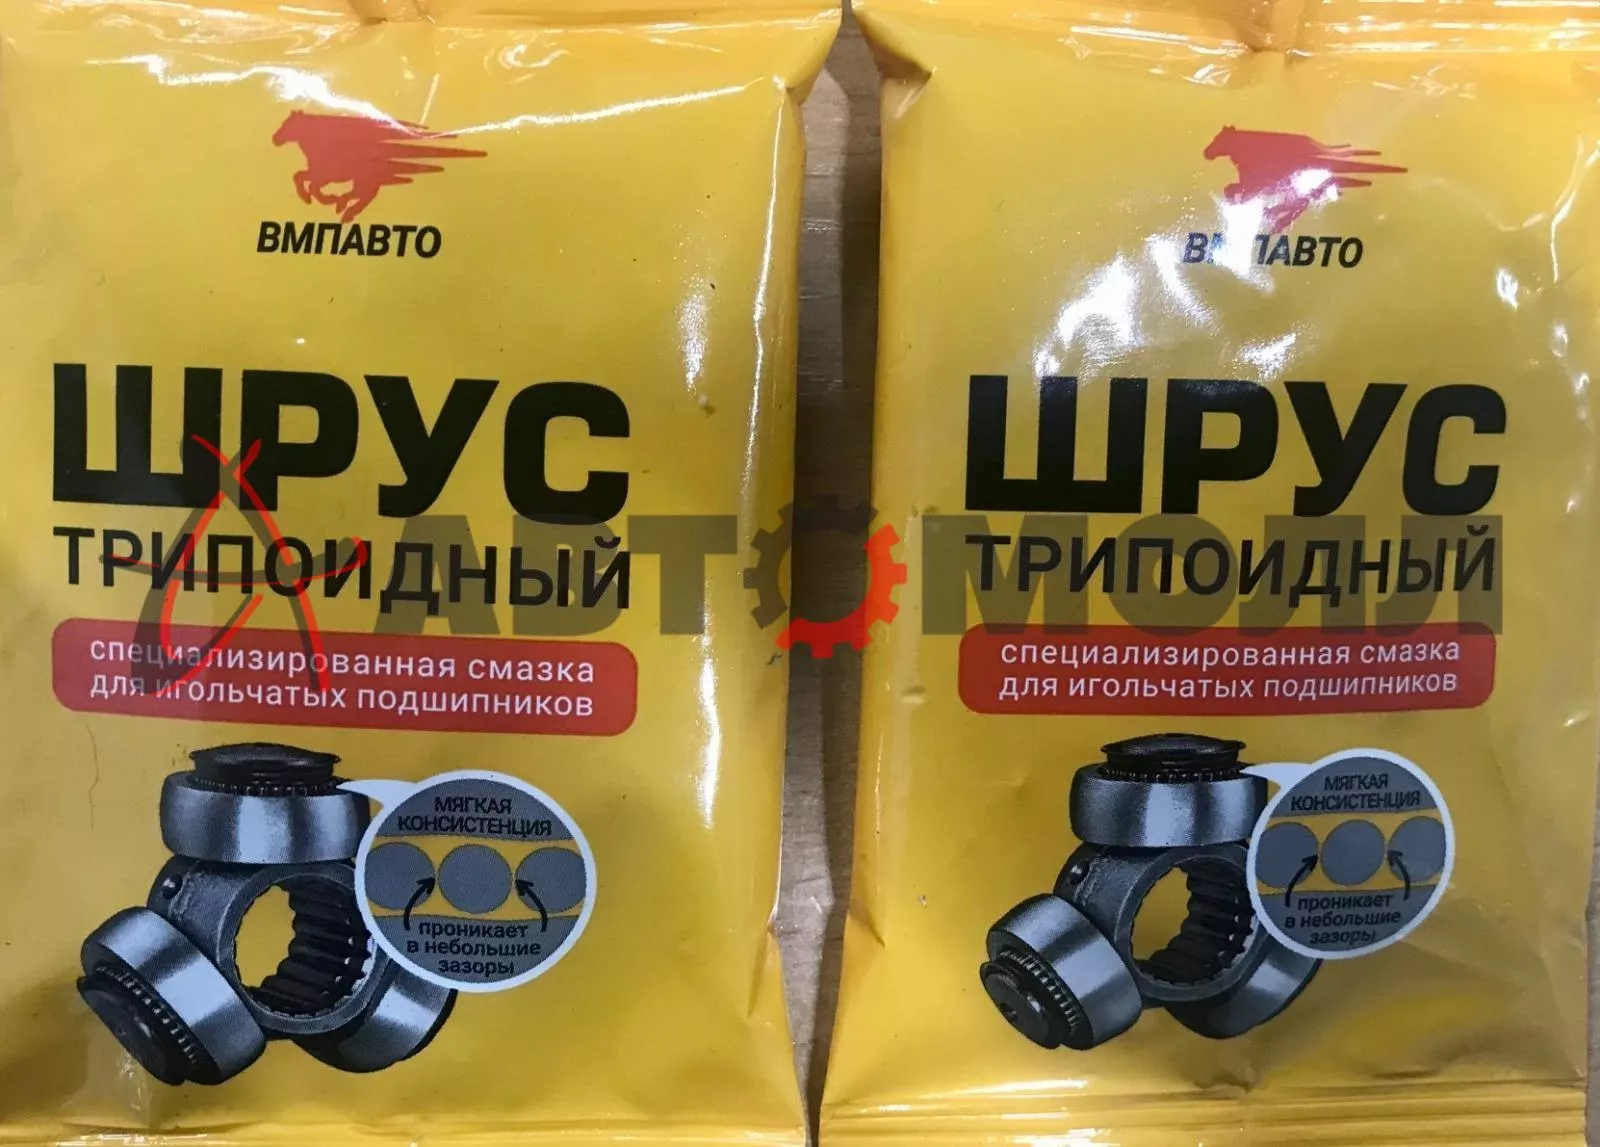 ВМПАВТО
ШРУС
ТРИПОИДНЫЙ
специализированная смазка
для игольчатых подшипников
МЯГКАЯ
КОНСИСТЕНЦИЯ
проникает
в небольшие
зазоры
ВМПАВТО
ШРУС
ТРИПОИДНЫЙ
специализированная смазка
для игольчатых подшипников
МЯГКАЯ
КОНСИСТЕНЦИЯ
проникает
в небольшие
зазоры
АВТОМОЛЛ